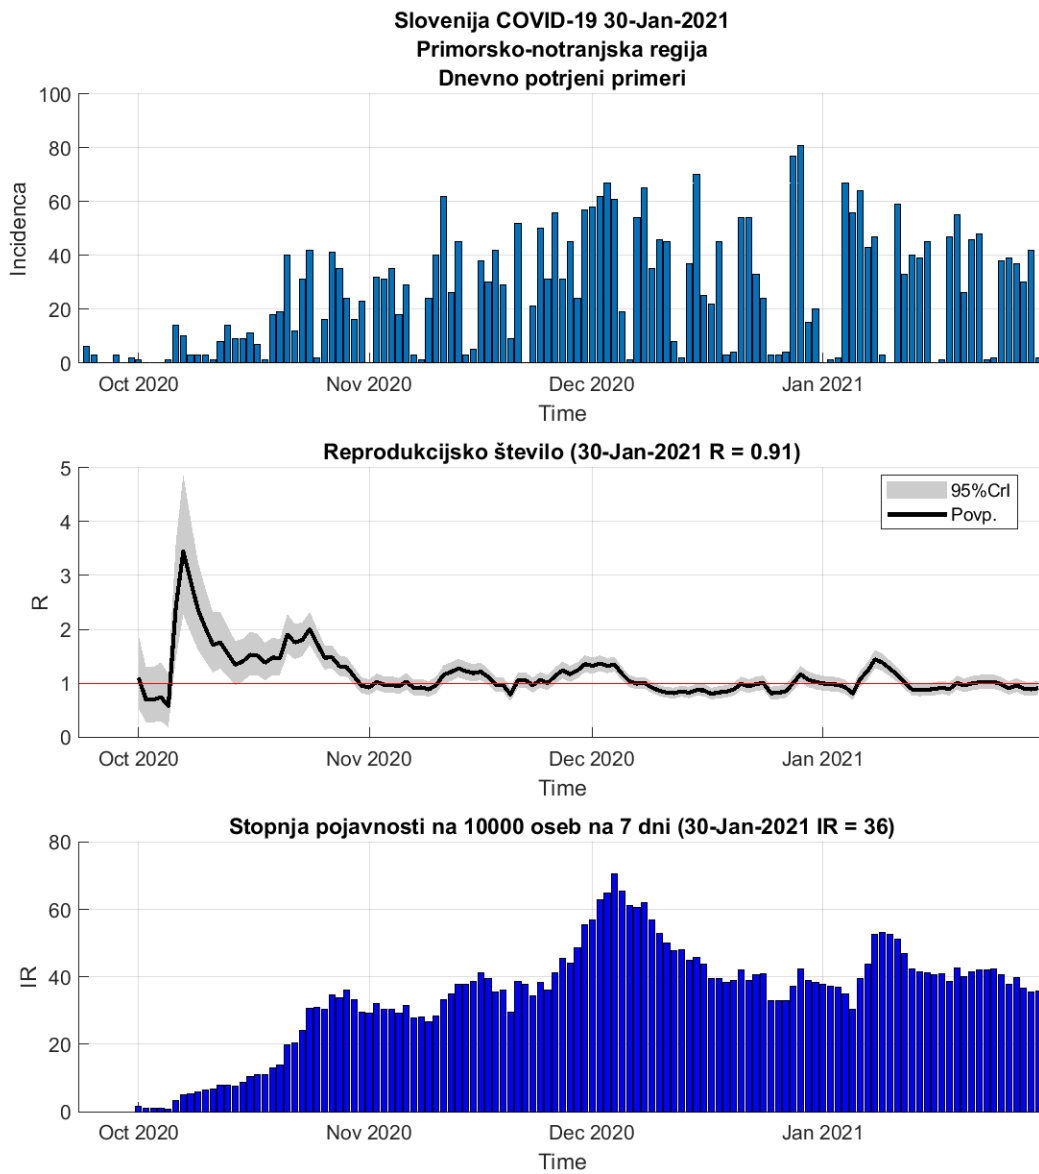 Slovenija COVID-19 30-Jan-2021
Primorsko-notranjska regija
Dnevno potrjeni primeri
100
80
60
40
20
0
Incidenca
Oct 2020 Nov 2020 Dec 2020 Jan 2021
Time
Reprodukcijsko število (30-Jan-2021 R = 0.91)
5
4
3
2
1
0
R
95%CrI
Povp.
Oct 2020 Nov 2020 Dec 2020 Jan 2021
Time
Stopnja pojavnosti na 10000 oseb na 7 dni (30-Jan-2021 IR = 36)
80
60
40
20
0
IR
Oct 2020 Nov 2020 Dec 2020 Jan 2021
Time